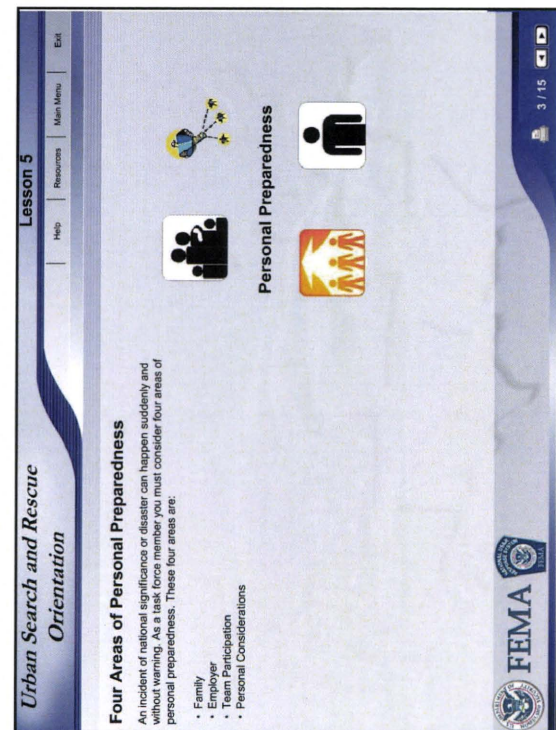 Urban Search and Rescue
Orientation
Lesson 5
Help
Resources
Main Menu
Exit
Four Areas of Personal Preparedness
An incident of national significance or disaster can happen suddenly and
without warning. As a task force member you must consider four areas of
personal preparedness. These four areas are:
· Family
· Employer
· Team Participation
· Personal Considerations
Personal Preparedness
FEMA
FEMA
3 / 15